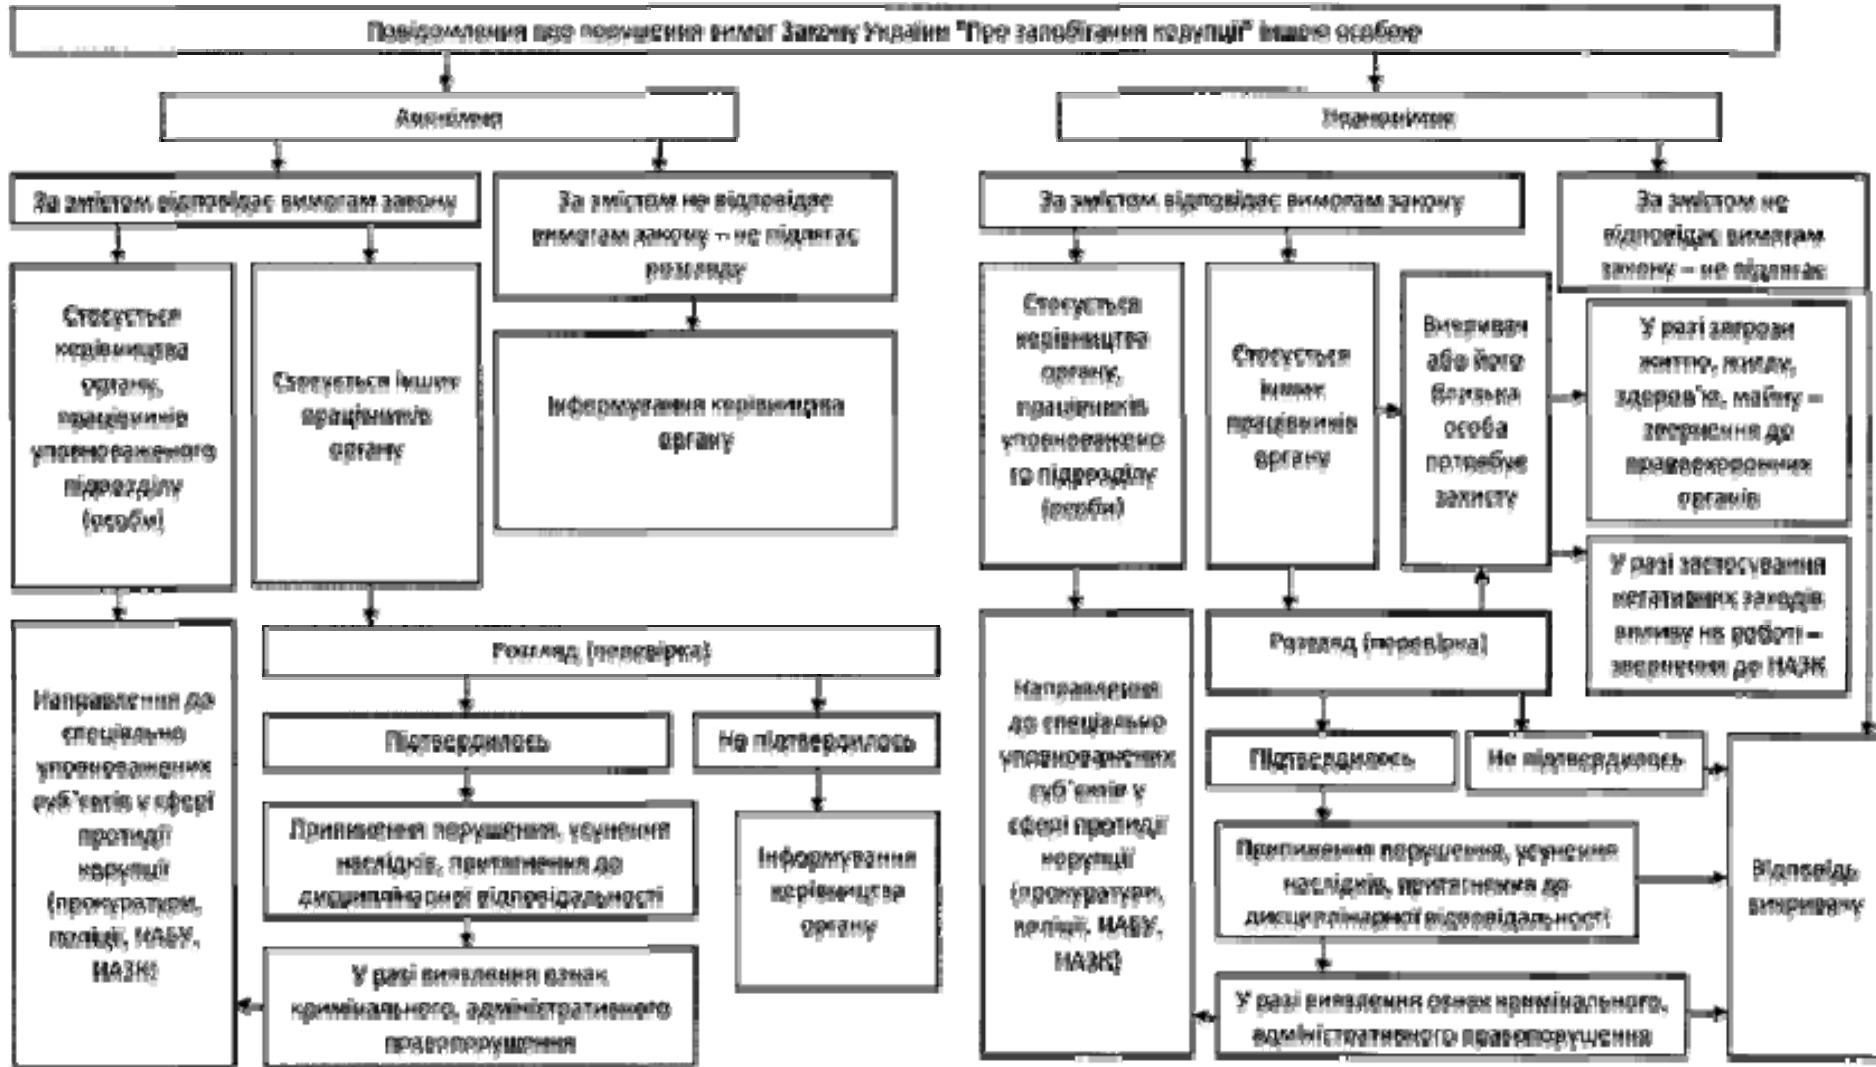 Повідомлення про порушення вимог Закону України "Про запобігання корупції" іншою особою
Анонімне
Неанонімне
За змістом відповідає вимогам закону
За змістом не відповідає
вимогам закону – не підлягає
розгляду
Стосується
керівництва
органу,
працівників
уповноваженого
підрозділу
(особи)
Стосується інших
працівників
органу
Інформування керівництва
органу
Направлення до
спеціально
уповноважених
суб'єктів у сфері
протидії
корупції
(прокуратури,
поліції, НАБУ,
НАЗК)
Розгляд (перевірка)
Підтвердилось
Не підтвердилось
Припинення порушення, усунення
наслідків, притягнення до
дисциплінарної відповідальності
Інформування
керівництва
органу
У разі виявлення ознак
кримінального, адміністративного
правопорушення
За змістом відповідає вимогам закону
За змістом не
відповідає вимогам
закону – не підлягає
Стосується
керівництва
органу,
працівників
уповноважено
го підрозділу
(особи)
Стосується
інших
працівників
органу
Викривач
або його
близька
особа
потребує
захисту
У разі загрози
життю, житлу,
здоров'ю, майну –
звернення до
правоохоронних
органів
У разі застосування
негативних заходів
впливу на роботі –
звернення до НАЗК
Направлення
до спеціально
уповноважених
суб'єктів у
сфері протидії
корупції
(прокуратури,
поліції, НАБУ,
НАЗК)
Розгляд (перевірка)
Підтвердилось
Не підтвердилось
Припинення порушення, усунення
наслідків, притягнення до
дисциплінарної відповідальності
Відповідь
викривачу
У разі виявлення ознак кримінального,
адміністративного правопорушення